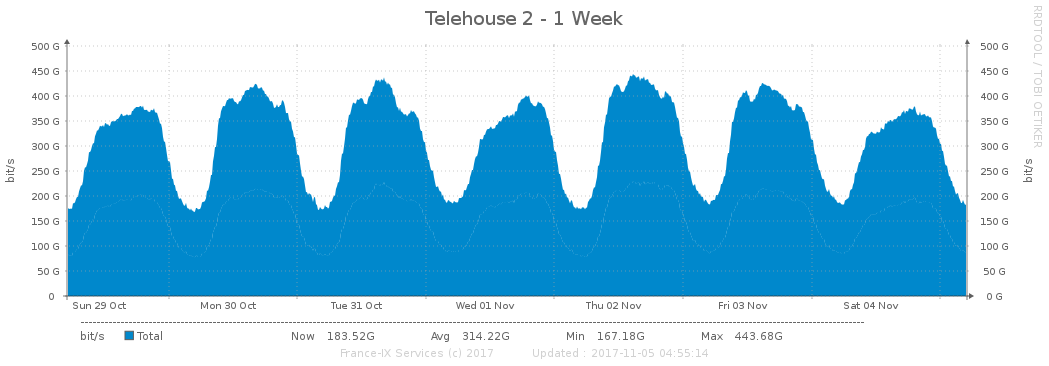 Telehouse 2 - 1 Week
RRDTOOL / TOBI OETIKER
500 G 500 G
450 G 450 G
400 G 400 G
350 G 350 G
300 G 300 G
250 G 250 G
200 G 200 G
150 G 150 G
100 G 100 G
50 G 50 G
0 0 G
bit/s bit/s
Sun 29 Oct Mon 30 Oct Tue 31 Oct Wed 01 Nov Thu 02 Nov Fri 03 Nov Sat 04 Nov
bit/s Total Now 183.52G Avg 314.22G Min 167.18G Max 443.68G
France-IX Services (c) 2017 Updated : 2017-11-05 04:55:14